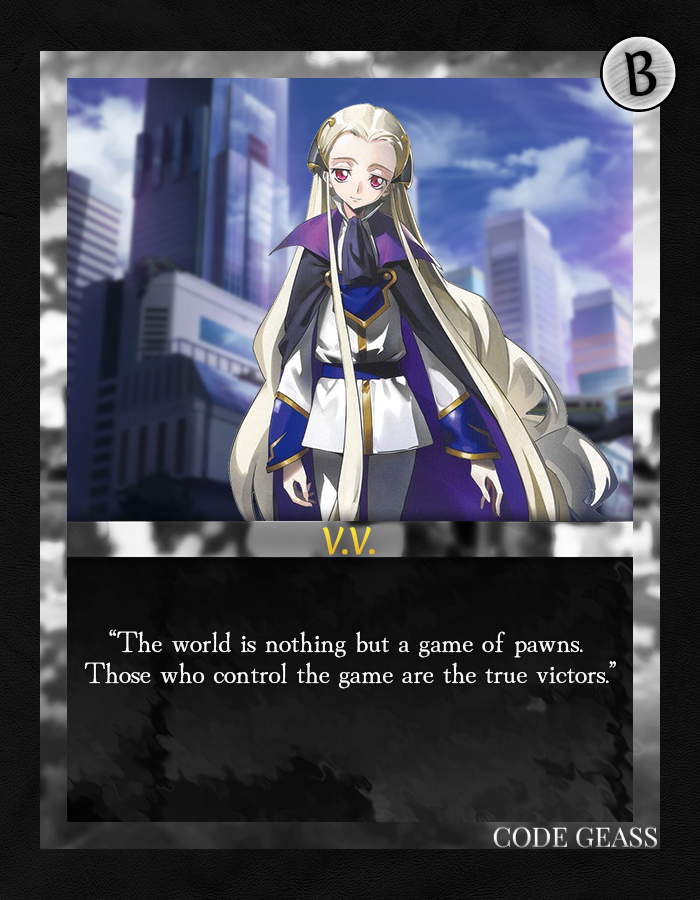 B
V.V.
“The world is nothing but a game of pawns.
Those who control the game are the true victors.”
CODE GEASS